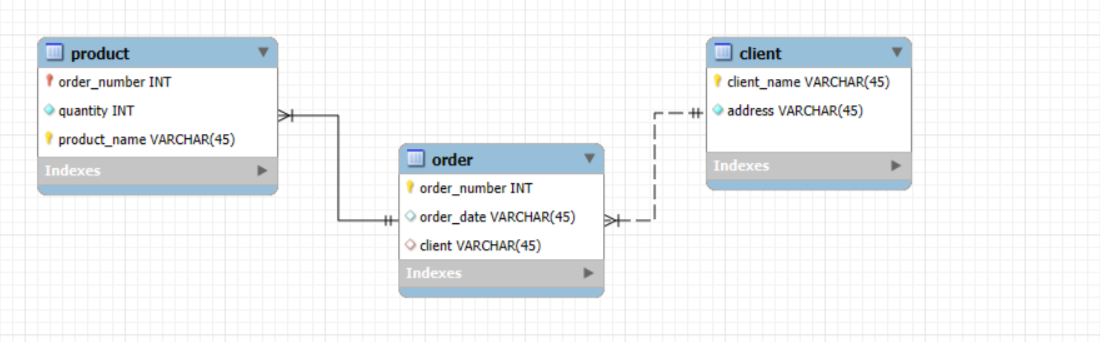 product
order_number INT
quantity INT
product_name VARCHAR(45)
Indexes
order
order_number INT
order_date VARCHAR(45)
client VARCHAR(45)
Indexes
client
client_name VARCHAR(45)
address VARCHAR(45)
Indexes